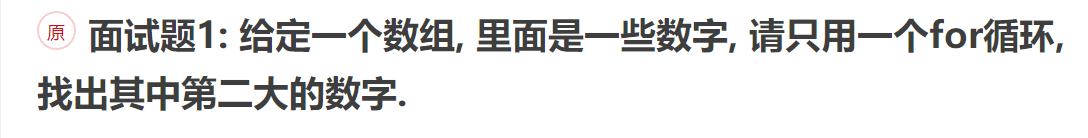 原 面试题1: 给定一个数组, 里面是一些数字, 请只用一个for循环,
找出其中第二大的数字.